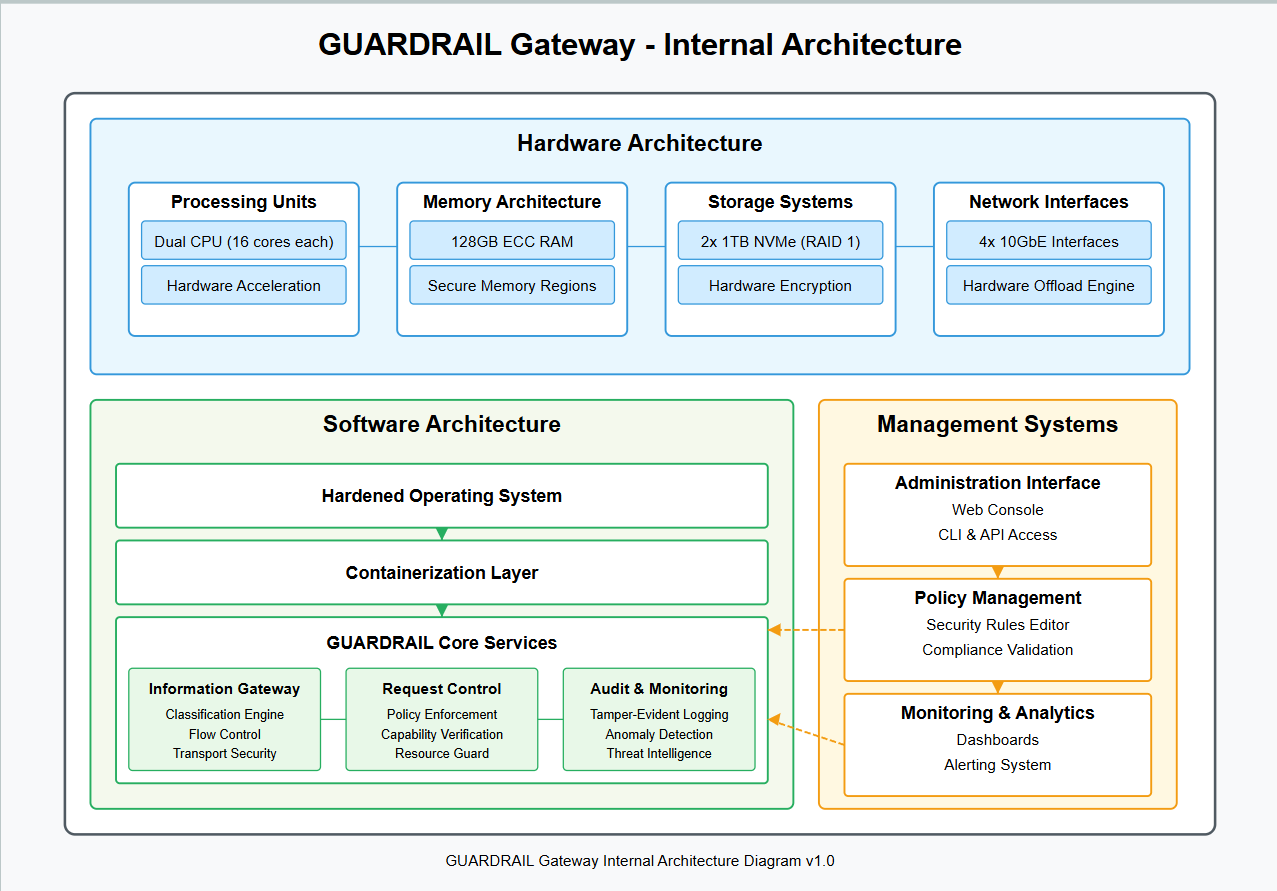 GUARDRAIL Gateway - Internal Architecture
Hardware Architecture
Processing Units
Dual CPU (16 cores each)
Hardware Acceleration
Memory Architecture
128GB ECC RAM
Secure Memory Regions
Storage Systems
2x 1TB NVMe (RAID 1)
Hardware Encryption
Network Interfaces
4x 10GbE Interfaces
Hardware Offload Engine
Software Architecture
Hardened Operating System
Containerization Layer
GUARDRAIL Core Services
Information Gateway
Classification Engine
Flow Control
Transport Security
Request Control
Policy Enforcement
Capability Verification
Resource Guard
Audit & Monitoring
Tamper-Evident Logging
Anomaly Detection
Threat Intelligence
Management Systems
Administration Interface
Web Console
CLI & API Access
Policy Management
Security Rules Editor
Compliance Validation
Monitoring & Analytics
Dashboards
Alerting System
GUARDRAIL Gateway Internal Architecture Diagram v1.0